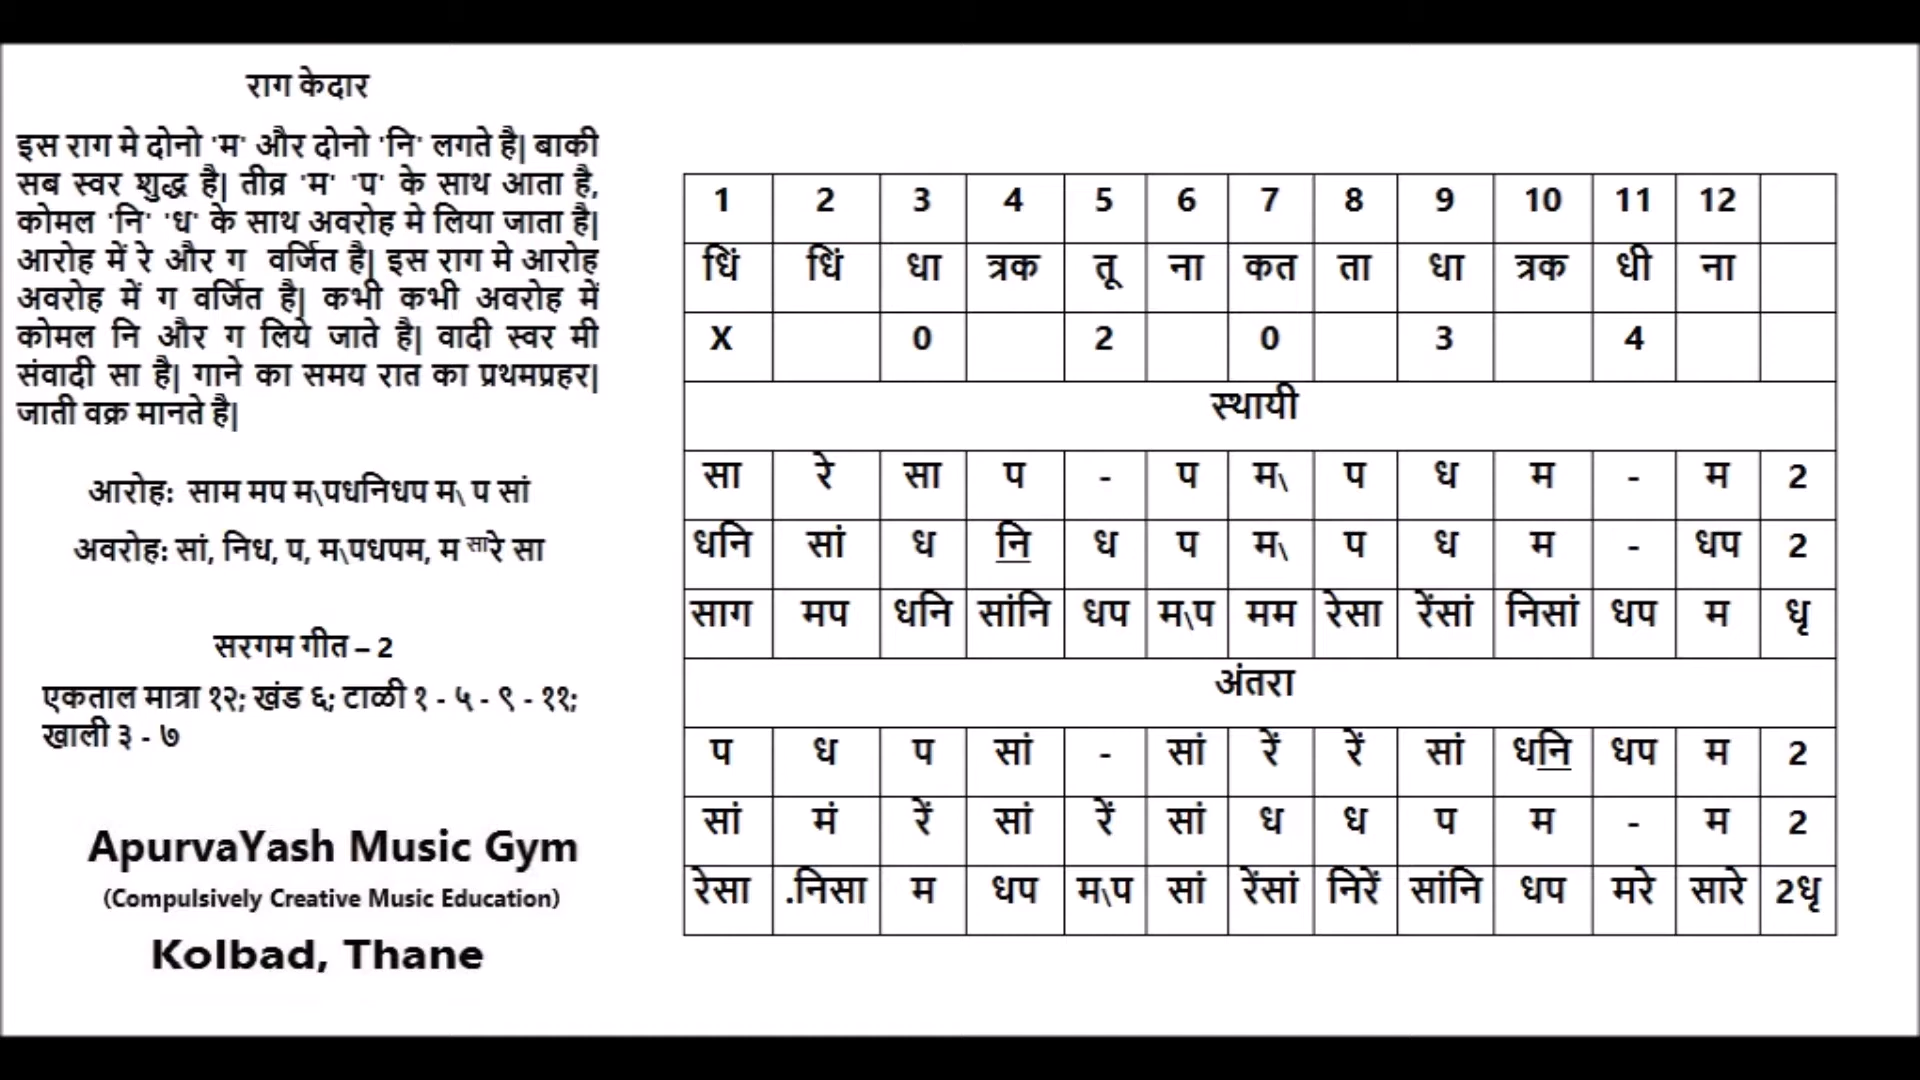 राग केदार
इस राग मे दोनो 'म' और दोनो 'नि' लगते है| बाकी
सब स्वर शुद्ध है| तीव्र 'म' 'प' के साथ आता है,
कोमल 'नि' 'ध' के साथ अवरोह मे लिया जाता है|
आरोह में रे और ग वर्जित है| इस राग मे आरोह
अवरोह में ग वर्जित है| कभी कभी अवरोह में
कोमल नि और ग लिये जाते है| वादी स्वर मी
संवादी सा है| गाने का समय रात का प्रथमप्रहर|
जाती वक्र मानते है|
आरोह: साम मप म\पधनिधप म\ प सां
अवरोह: सां, निध, प, म\पधपम, म सारे सा
सरगम गीत – 2
एकताल मात्रा १२; खंड ६; टाळी १ - ५ - ९ - ११;
खाली ३ - ७
ApurvaYash Music Gym
(Compulsively Creative Music Education)
Kolbad, Thane
1 2 3 4 5 6 7 8 9 10 11 12
धिं धिं धा त्रक तू ना कत ता धा त्रक धी ना
X 0 2 0 3 4
स्थायी
सा रे सा प - प म\ प ध म - म 2
धनि सां ध नि ध प म\ प ध म - धप 2
साग मप धनि सांनि धप म\प मम रेसा रेंसां निसां धप म धृ
अंतरा
प ध प सां - सां रें रें सां धनि धप म 2
सां मं रें सां रें सां ध ध प म - म 2
रेसा .निसा म धप म\प सां रेंसां निरें सांनि धप मरे सारे 2धृ